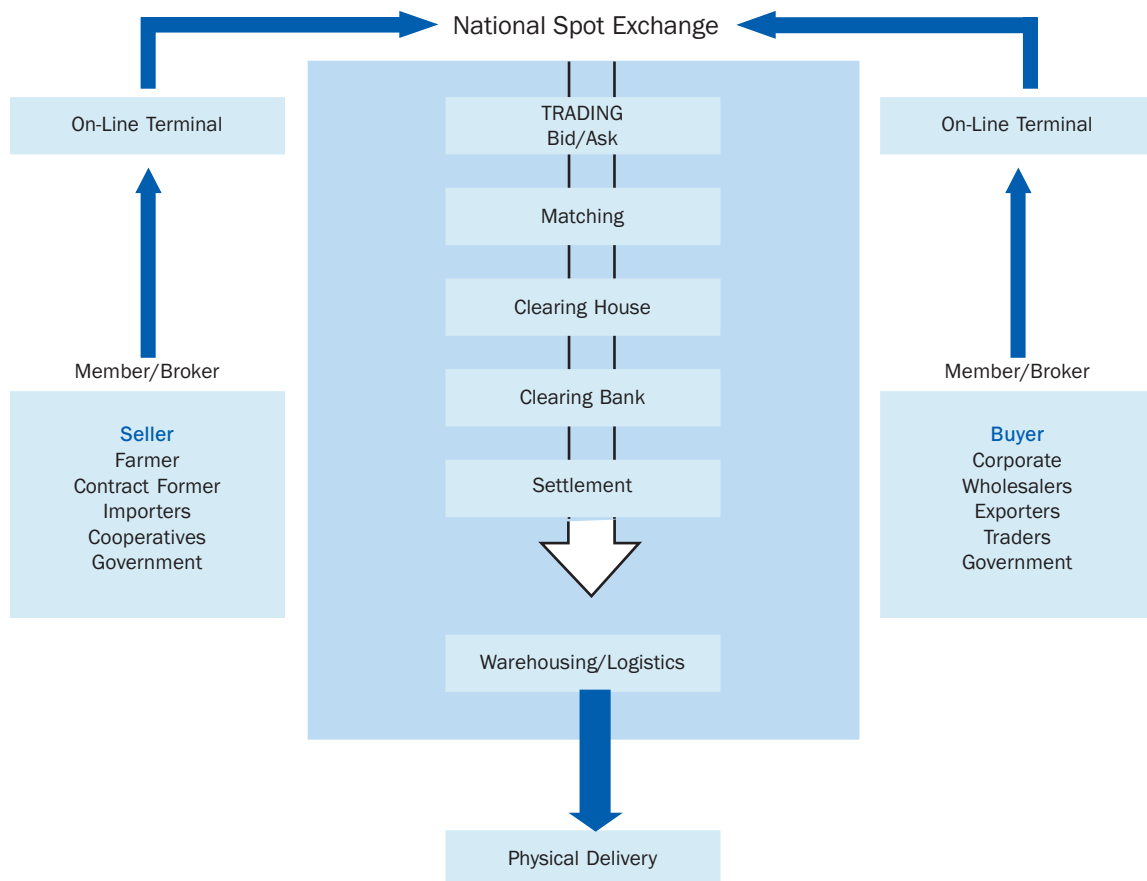 National Spot Exchange
On-Line Terminal
TRADING
Bid/Ask
On-Line Terminal
Matching
Clearing House
Member/Broker
Clearing Bank
Member/Broker
Seller
Farmer
Contract Former
Importers
Cooperatives
Government
Settlement
Buyer
Corporate
Wholesalers
Exporters
Traders
Government
Warehousing/Logistics
Physical Delivery